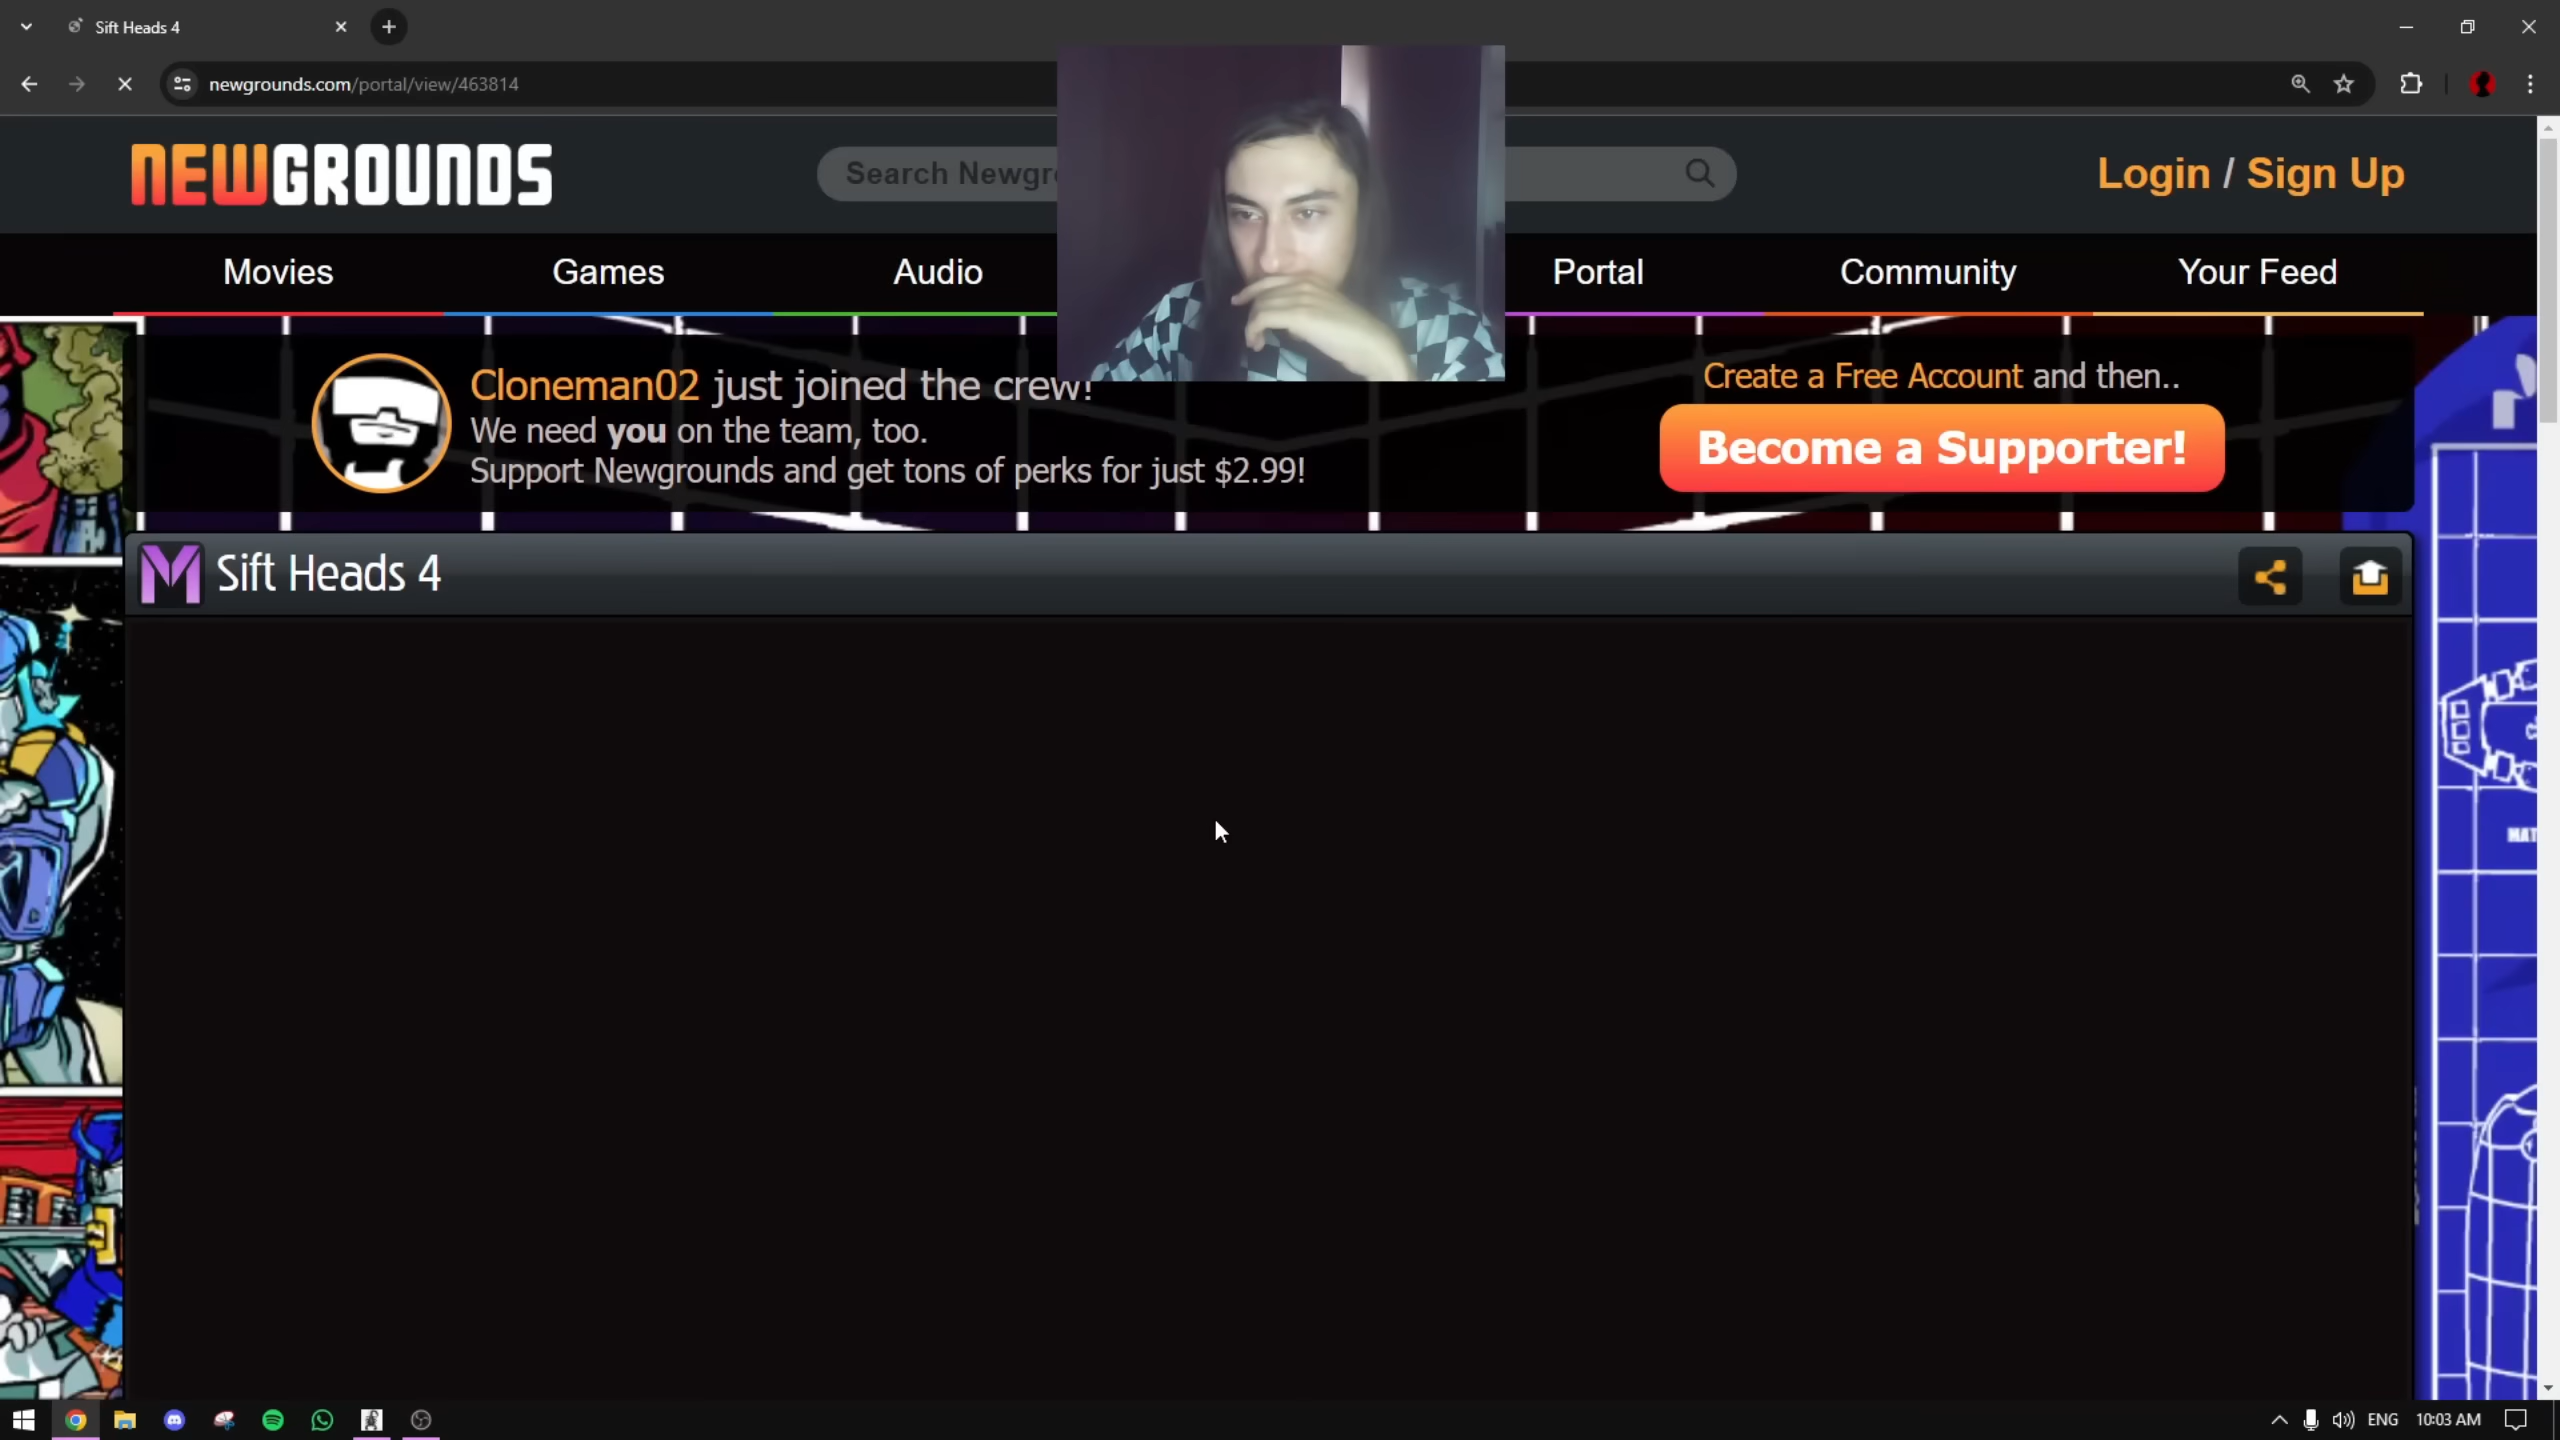 Sift Heads 4
newgrounds.com/portal/view/463814
NEWGROUNDS
Search Newgr
Login / Sign Up
Movies
Games
Audio
Portal
Community
Your Feed
Cloneman02 just joined the crew!
We need you on the team, too.
Support Newgrounds and get tons of perks for just $2.99!
Create a Free Account and then..
Become a Supporter!
Sift Heads 4
ENG
10:03 AM